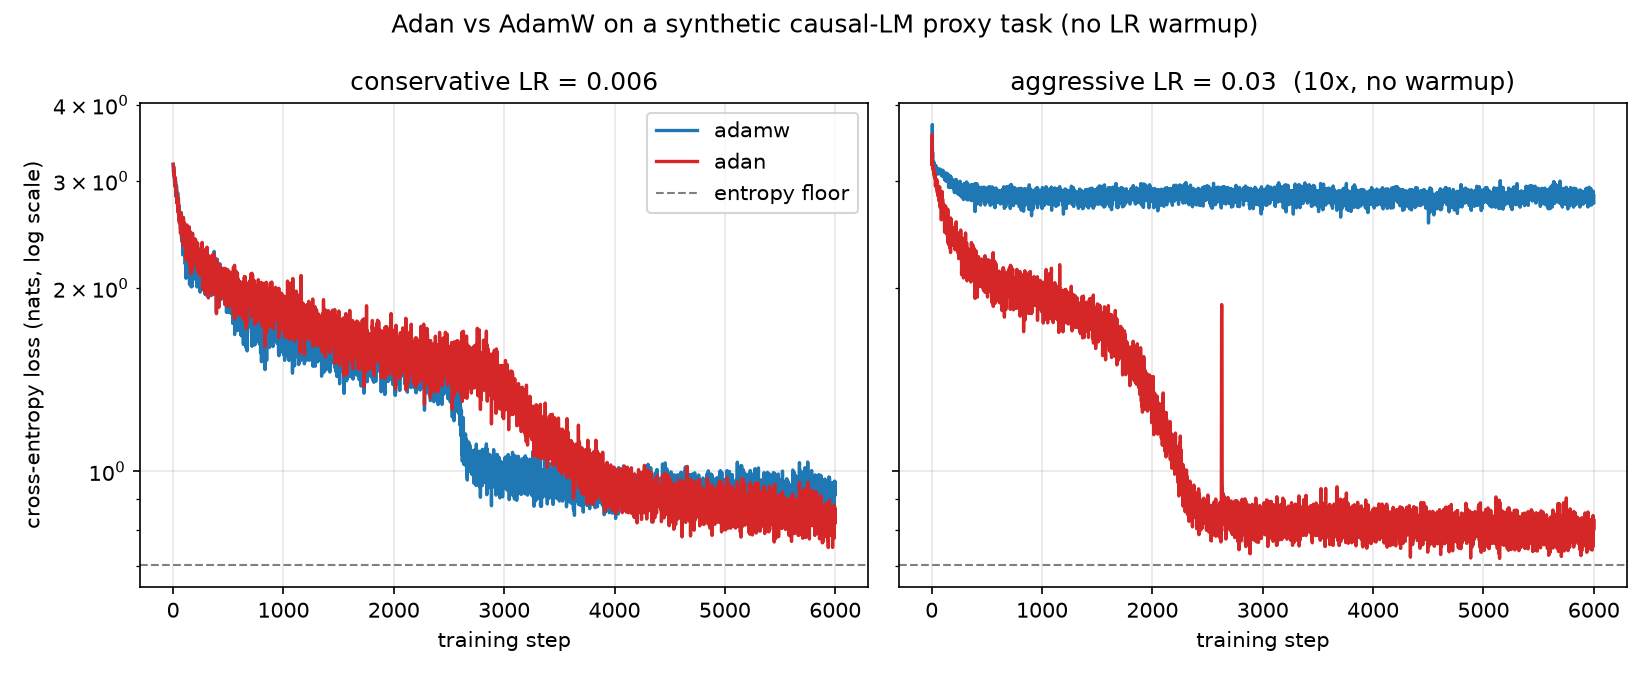 Adan vs AdamW on a synthetic causal-LM proxy task (no LR warmup)
conservative LR = 0.006
aggressive LR = 0.03  (10x, no warmup)
cross-entropy loss (nats, log scale)
4 × 10⁰
3 × 10⁰
2 × 10⁰
10⁰
adamw
adan
entropy floor
0 1000 2000 3000 4000 5000 6000
training step
0 1000 2000 3000 4000 5000 6000
training step